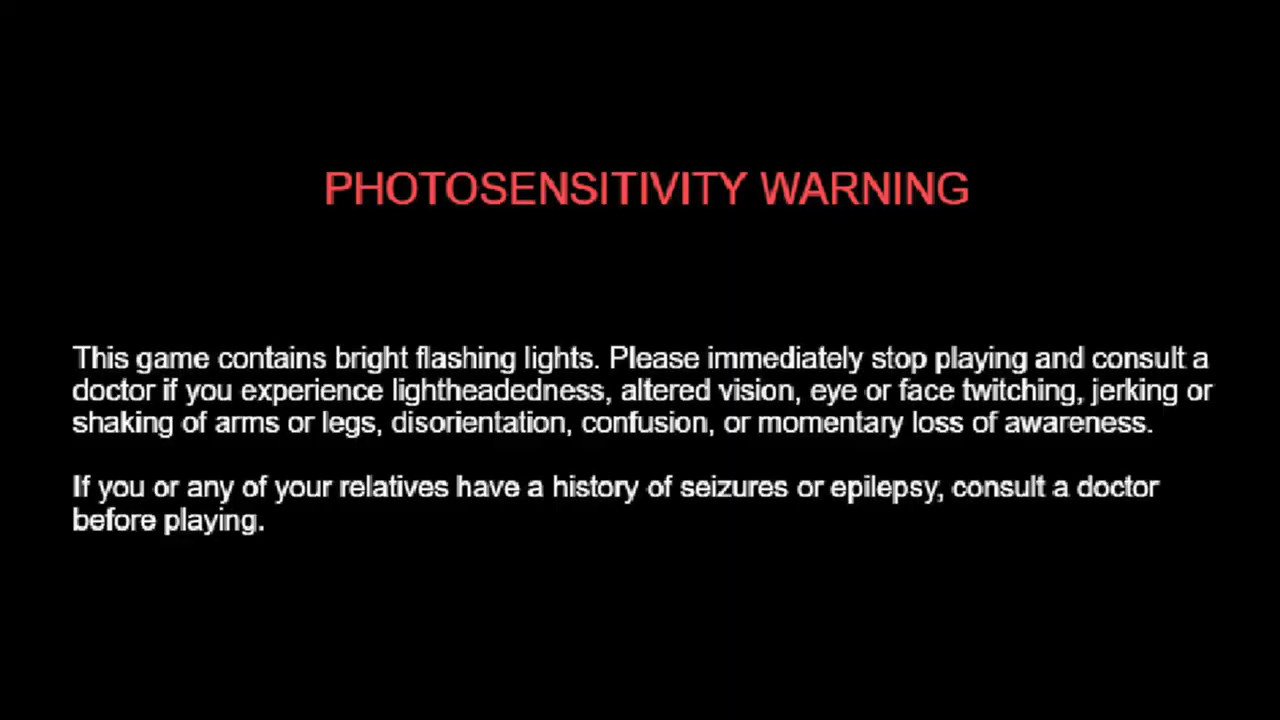 PHOTOSENSITIVITY WARNING
This game contains bright flashing lights. Please immediately stop playing and consult a
doctor if you experience lightheadedness, altered vision, eye or face twitching, jerking or
shaking of arms or legs, disorientation, confusion, or momentary loss of awareness.
If you or any of your relatives have a history of seizures or epilepsy, consult a doctor
before playing.